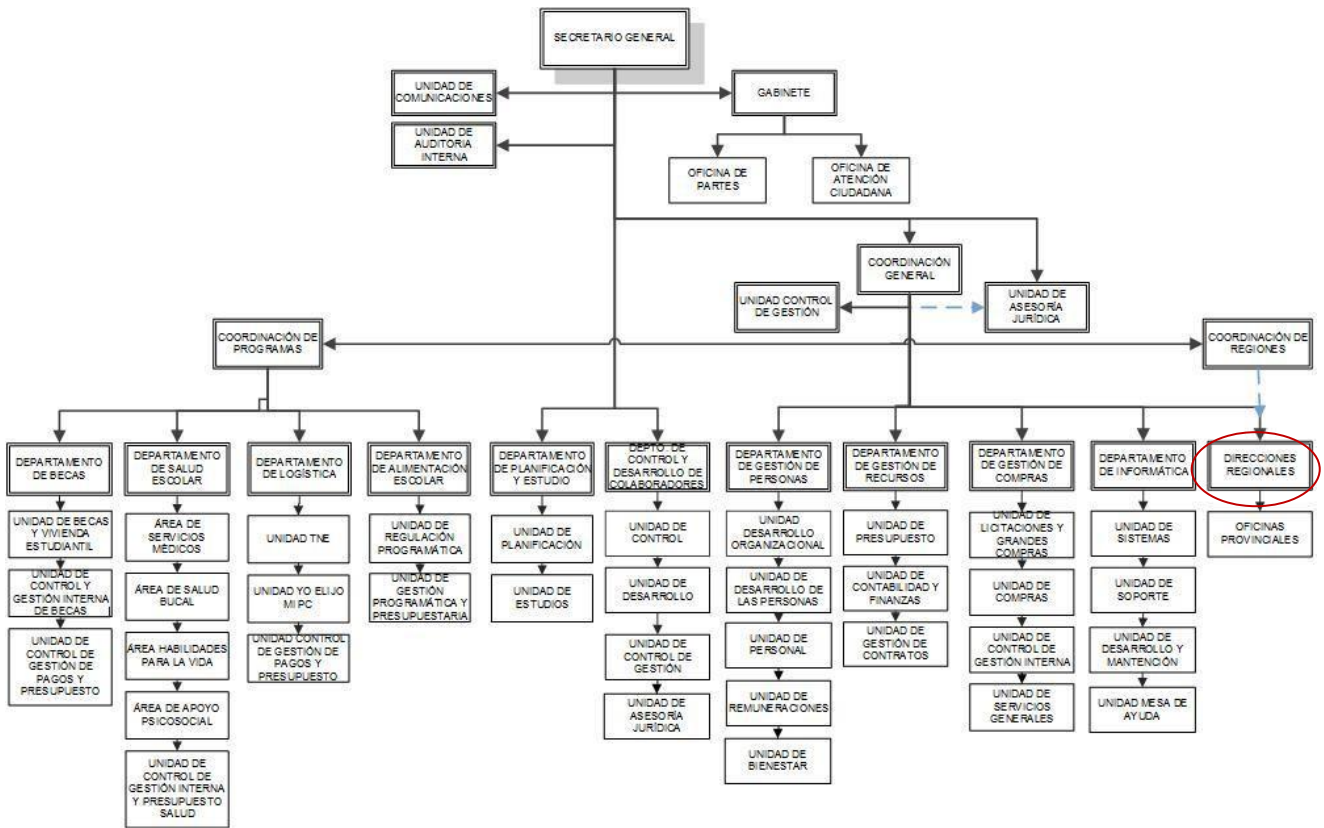 SECRETARIO GENERAL
UNIDAD DE
COMUNICACIONES
GABINETE
UNIDAD DE
AUDITORIA
INTERNA
OFICINA DE
PARTES
OFICINA DE
ATENCIÓN
CIUDADANA
COORDINACIÓN
GENERAL
UNIDAD CONTROL
DE GESTIÓN
UNIDAD DE
ASESORÍA
JURÍDICA
COORDINACIÓN DE
PROGRAMAS
COORDINACIÓN DE
REGIONES
DEPARTAMENTO
DE BECAS
UNIDAD DE BECAS
Y VIVIENDA
ESTUDIANTIL
UNIDAD DE
CONTROL Y
GESTIÓN INTERNA
DE BECAS
UNIDAD DE
CONTROL DE
GESTIÓN DE
PAGOS Y
PRESUPUESTO
DEPARTAMENTO
DE SALUD
ESCOLAR
ÁREA DE
SERVICIOS
MÉDICOS
ÁREA DE SALUD
BUCAL
ÁREA HABILIDADES
PARA LA VIDA
ÁREA DE APOYO
PSICOSOCIAL
UNIDAD DE
CONTROL DE
GESTIÓN INTERNA
Y PRESUPUESTO
SALUD
DEPARTAMENTO
DE LOGÍSTICA
UNIDAD TNE
UNIDAD YO ELIJO
MI PC
UNIDAD CONTROL
DE GESTIÓN DE
PAGOS Y
PRESUPUESTO
DEPARTAMENTO
DE ALIMENTACIÓN
ESCOLAR
UNIDAD DE
REGULACIÓN
PROGRAMÁTICA
UNIDAD DE
GESTIÓN
PROGRAMÁTICA Y
PRESUPUESTARIA
DEPARTAMENTO
DE PLANIFICACIÓN
Y ESTUDIO
UNIDAD DE
PLANIFICACIÓN
UNIDAD DE
ESTUDIOS
DEPTO. DE
CONTROL Y
DESARROLLO DE
COLABORADORES
UNIDAD DE
CONTROL
UNIDAD DE
DESARROLLO
UNIDAD DE
CONTROL DE
GESTIÓN
UNIDAD DE
ASESORÍA
JURÍDICA
DEPARTAMENTO
DE GESTIÓN DE
PERSONAS
UNIDAD
DESARROLLO
ORGANIZACIONAL
UNIDAD DE
DESARROLLO DE
LAS PERSONAS
UNIDAD DE
PERSONAL
UNIDAD DE
REMUNERACIONES
UNIDAD DE
BIENESTAR
DEPARTAMENTO
DE GESTIÓN DE
RECURSOS
UNIDAD DE
PRESUPUESTO
UNIDAD DE
CONTABILIDAD Y
FINANZAS
UNIDAD DE
GESTIÓN DE
CONTRATOS
DEPARTAMENTO
DE GESTIÓN DE
COMPRAS
UNIDAD DE
LICITACIONES Y
GRANDES
COMPRAS
UNIDAD DE
COMPRAS
UNIDAD DE
CONTROL DE
GESTIÓN INTERNA
UNIDAD DE
SERVICIOS
GENERALES
DEPARTAMENTO
DE INFORMÁTICA
UNIDAD DE
SISTEMAS
UNIDAD DE
SOPORTE
UNIDAD DE
DESARROLLO Y
MANTENCIÓN
UNIDAD MESA DE
AYUDA
DIRECCIONES
REGIONALES
OFICINAS
PROVINCIALES